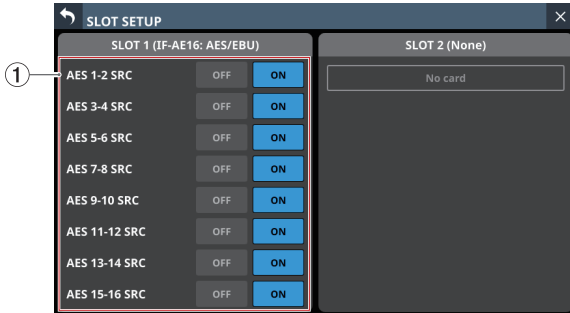 SLOT SETUP
SLOT 1 (IF-AE16: AES/EBU)
SLOT 2 (None)
1
AES 1-2 SRC OFF ON
No card
AES 3-4 SRC OFF ON
AES 5-6 SRC OFF ON
AES 7-8 SRC OFF ON
AES 9-10 SRC OFF ON
AES 11-12 SRC OFF ON
AES 13-14 SRC OFF ON
AES 15-16 SRC OFF ON